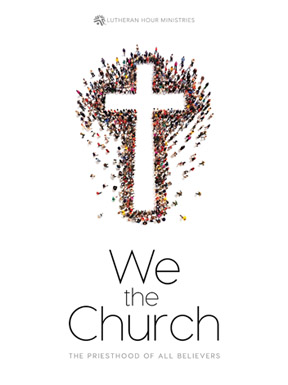 LUTHERAN HOUR MINISTRIES
We
the
Church
THE PRIESTHOOD OF ALL BELIEVERS